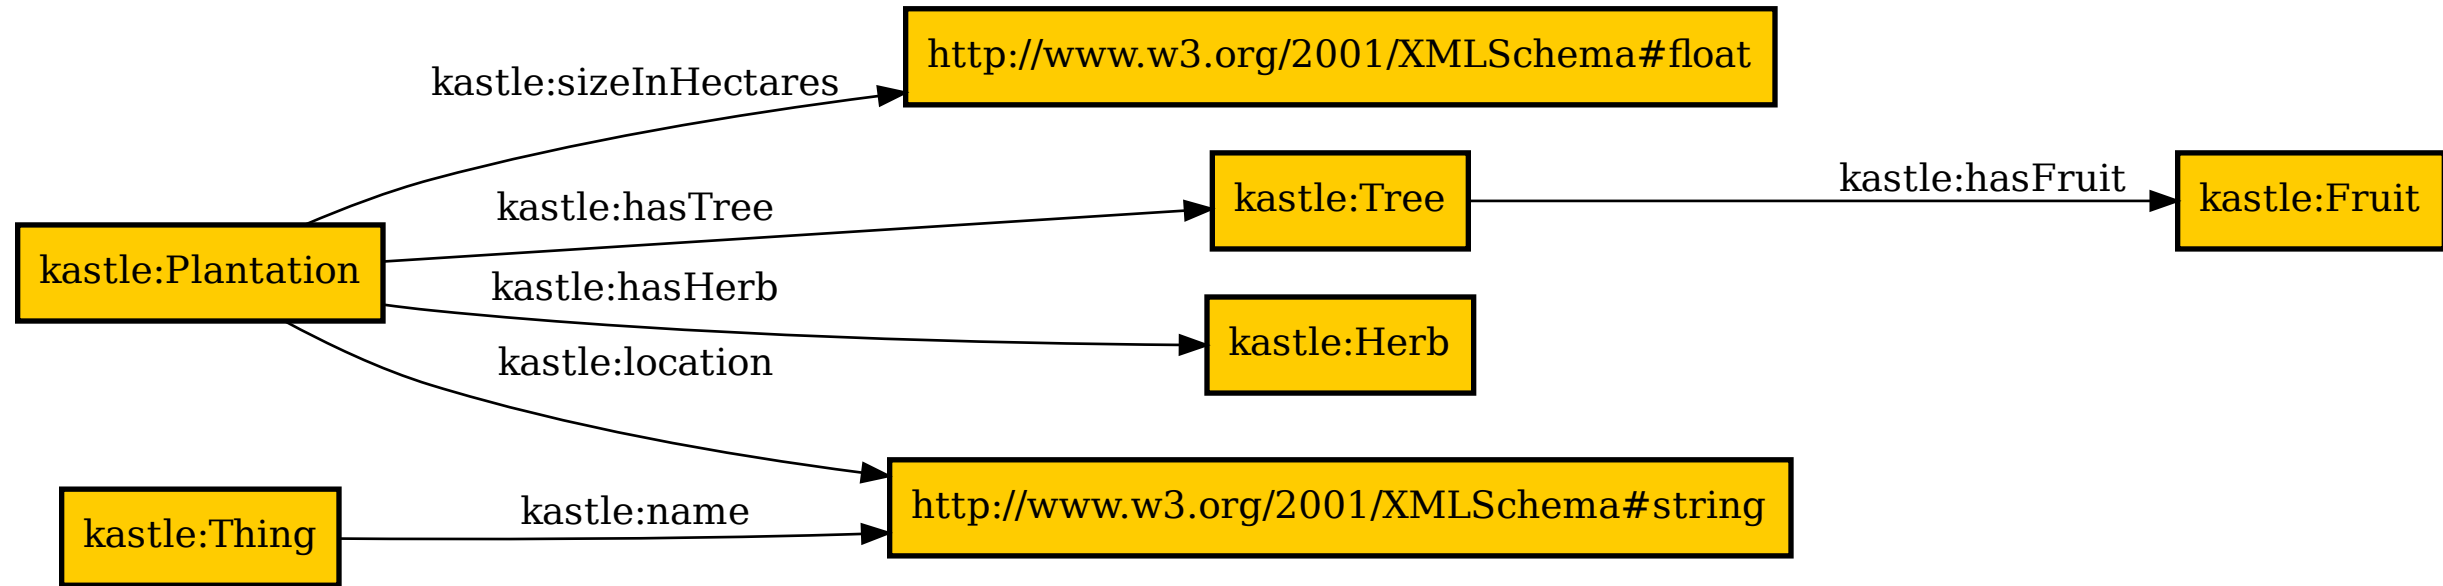 http://www.w3.org/2001/XMLSchema#float
kastle:sizeInHectares
kastle:hasTree
kastle:Tree
kastle:hasFruit
kastle:Fruit
kastle:Plantation
kastle:hasHerb
kastle:Herb
kastle:location
http://www.w3.org/2001/XMLSchema#string
kastle:name
kastle:Thing